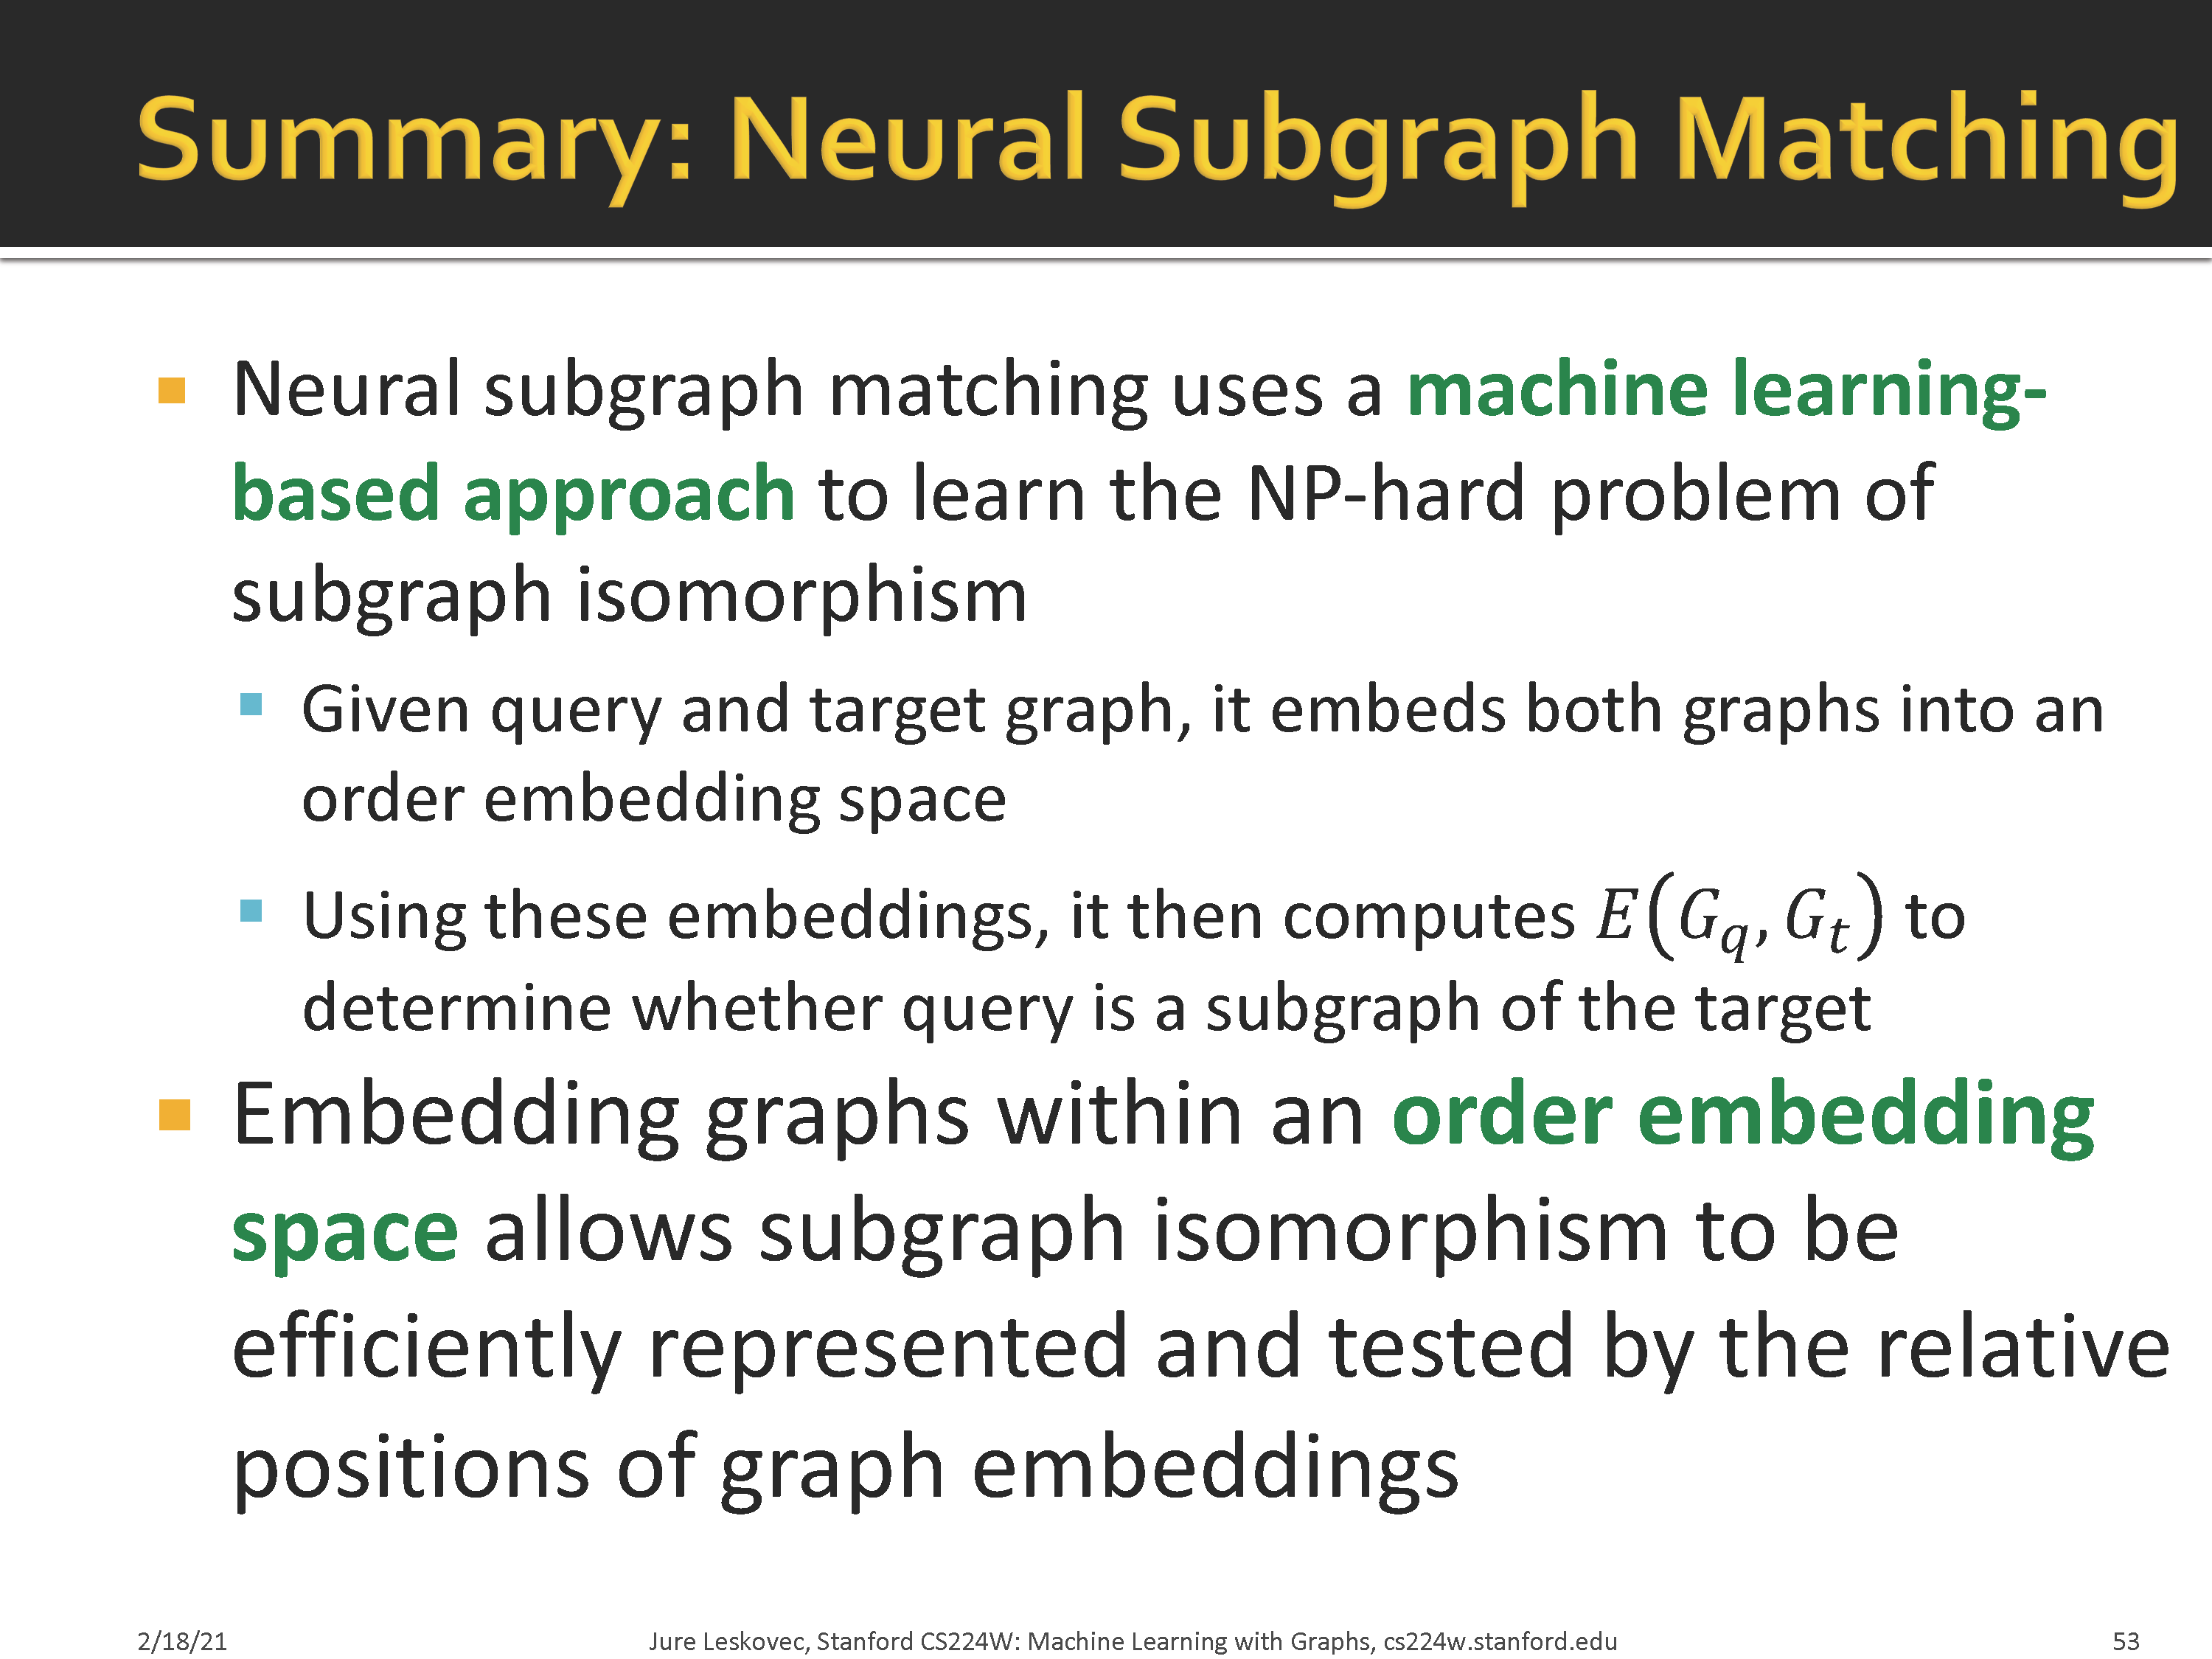 Summary: Neural Subgraph Matching
Neural subgraph matching uses a machine learning-
based approach to learn the NP-hard problem of
subgraph isomorphism
Given query and target graph, it embeds both graphs into an
order embedding space
Using these embeddings, it then computes E(G_q, G_t) to
determine whether query is a subgraph of the target
Embedding graphs within an order embedding
space allows subgraph isomorphism to be
efficiently represented and tested by the relative
positions of graph embeddings
2/18/21 Jure Leskovec, Stanford CS224W: Machine Learning with Graphs, cs224w.stanford.edu 53